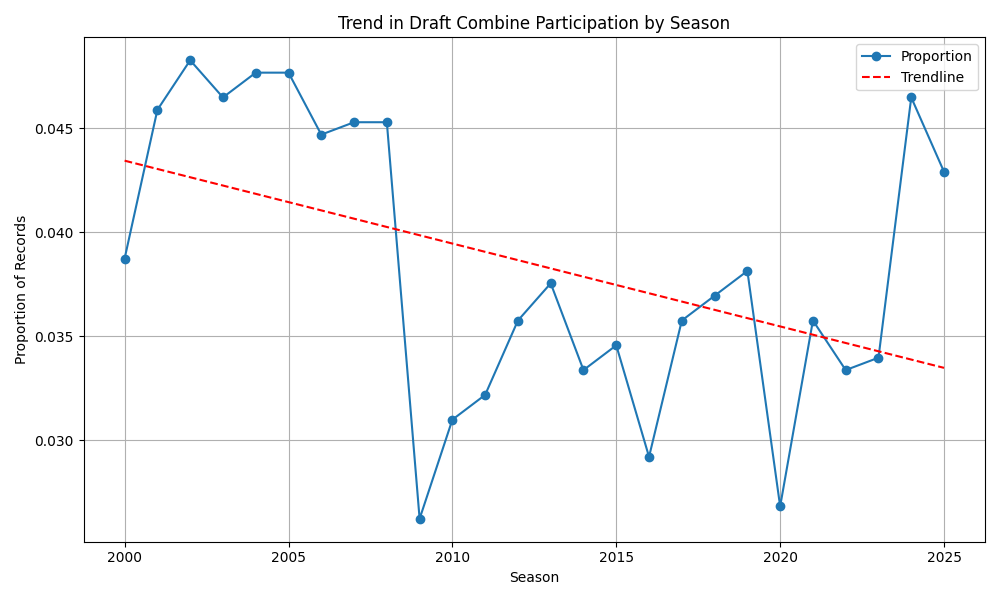 Trend in Draft Combine Participation by Season
Proportion
Trendline
Proportion of Records
0.045
0.040
0.035
0.030
2000
2005
2010
2015
2020
2025
Season